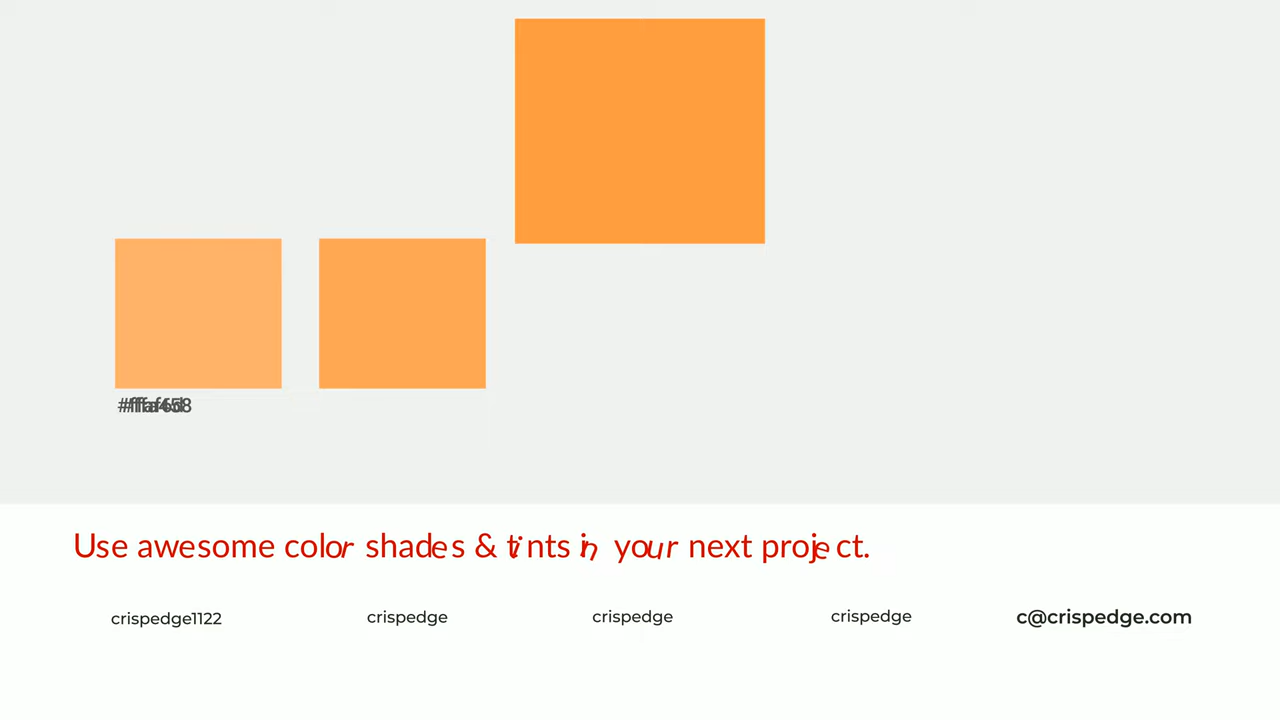 Use awesome color shades & tints in your next project.
crispedge1122 crispedge crispedge crispedge c@crispedge.com